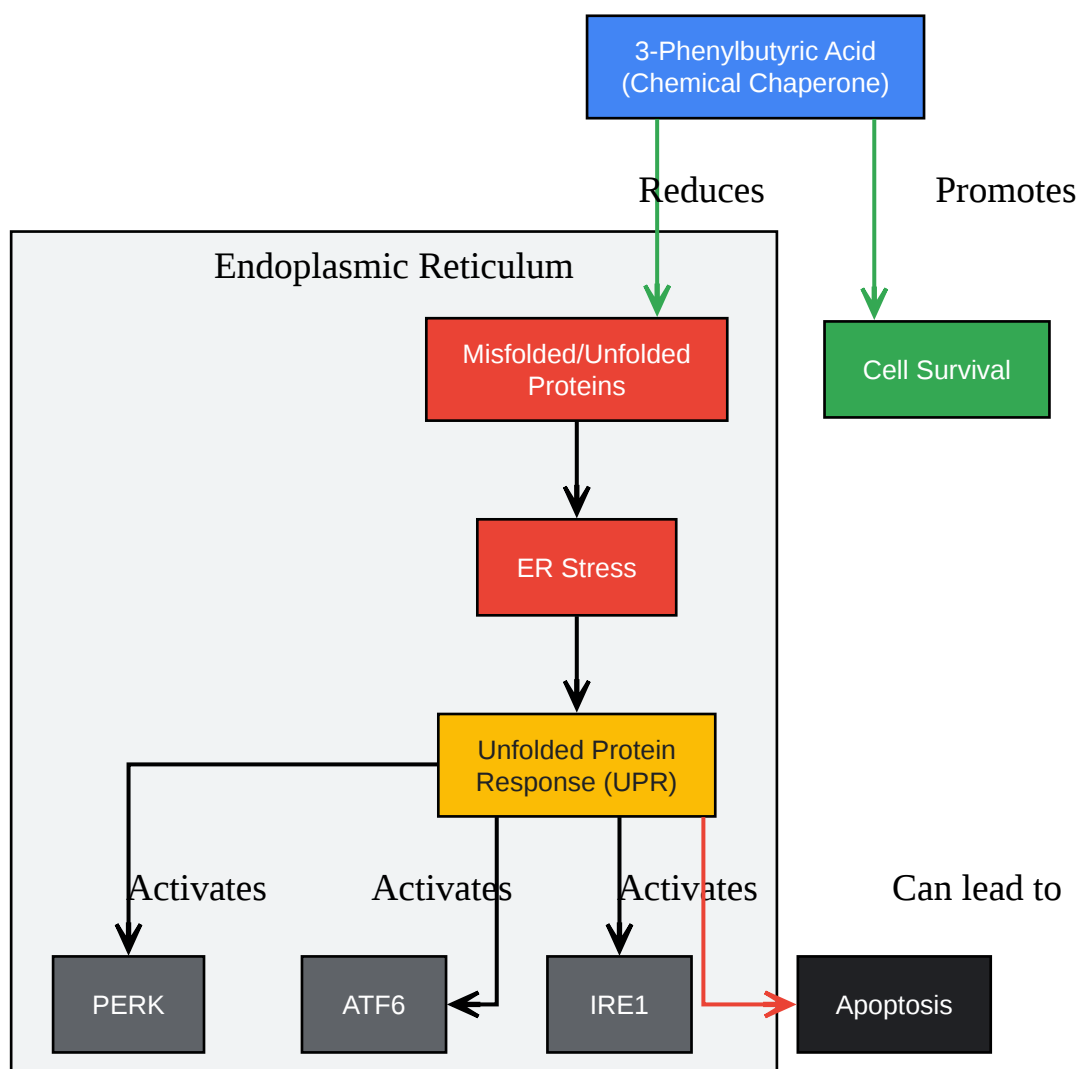 3-Phenylbutyric Acid
(Chemical Chaperone)
Reduces
Promotes
Endoplasmic Reticulum
Misfolded/Unfolded
Proteins
Cell Survival
ER Stress
Unfolded Protein
Response (UPR)
Activates
Activates
Activates
Can lead to
PERK
ATF6
IRE1
Apoptosis